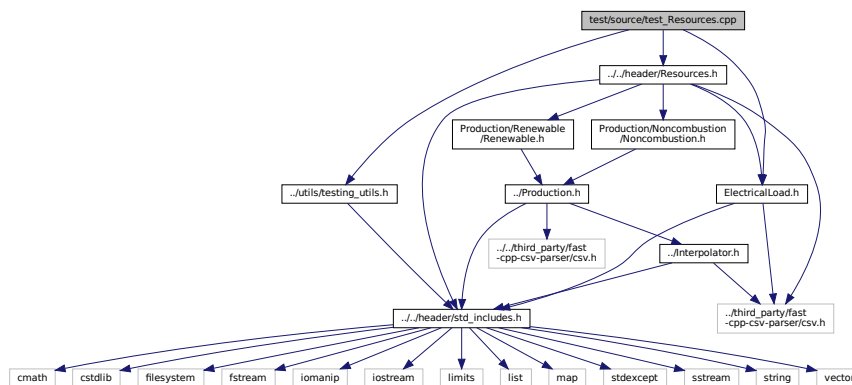 test/source/test_Resources.cpp
../../header/Resources.h
Production/Renewable
/Renewable.h
Production/Noncombustion
/Noncombustion.h
../utils/testing_utils.h
../Production.h
ElectricalLoad.h
../../third_party/fast
-cpp-csv-parser/csv.h
../Interpolator.h
../third_party/fast
-cpp-csv-parser/csv.h
../../header/std_includes.h
cmath
cstdlib
filesystem
fstream
iomanip
iostream
limits
list
map
stdexcept
sstream
string
vector